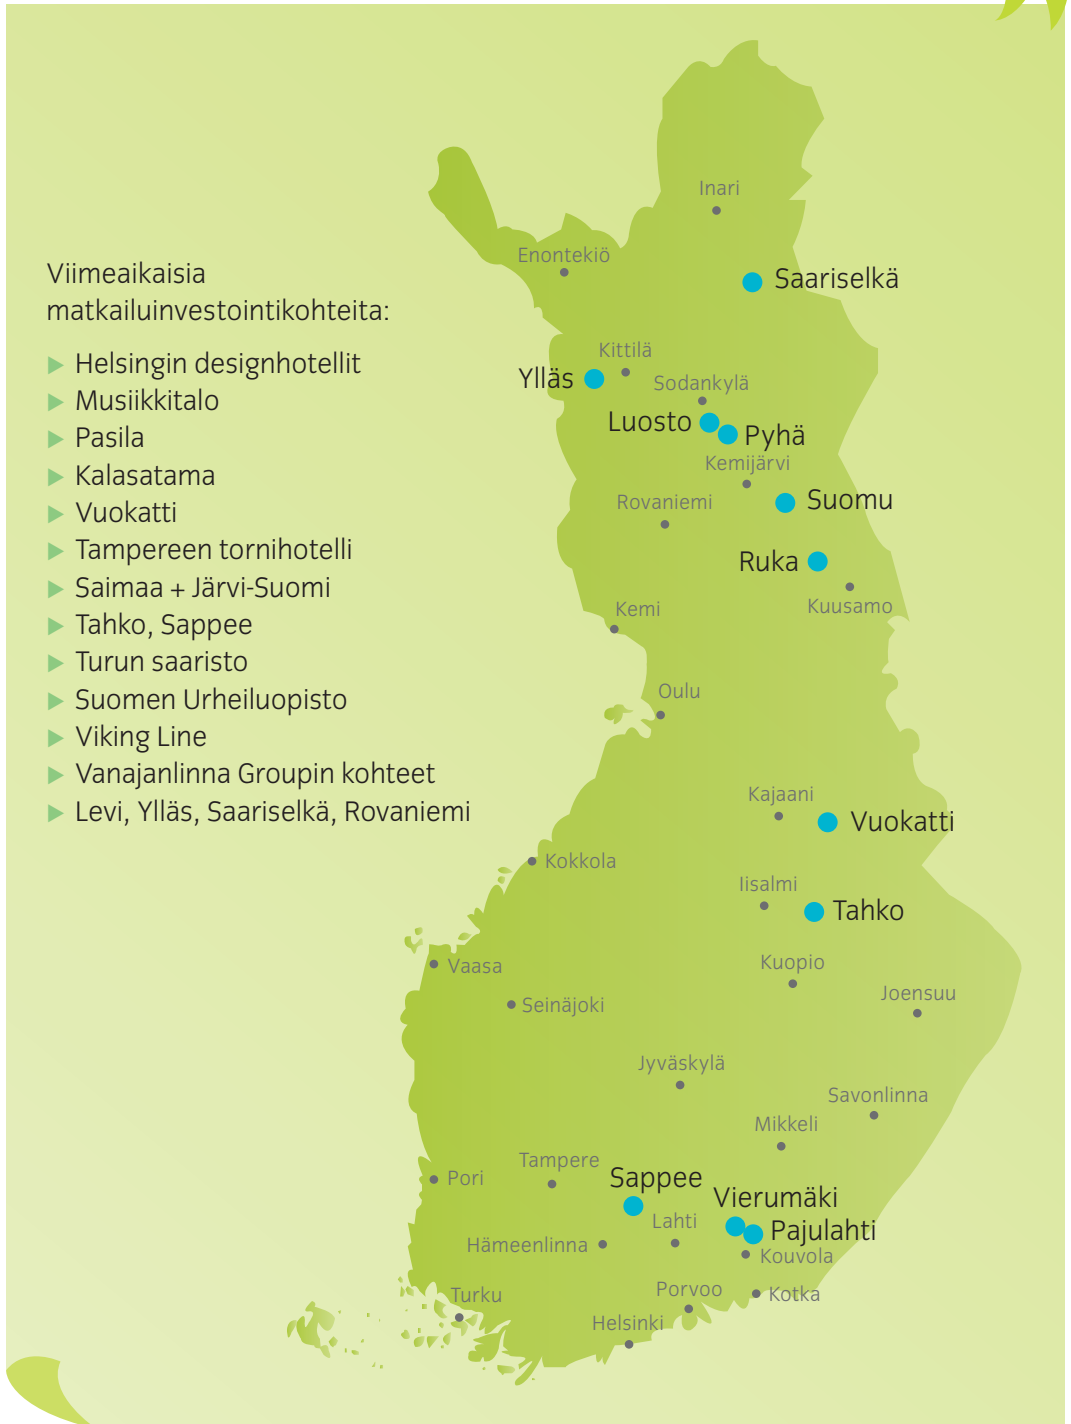 Viimeaikaisia
matkailuinvestointikohteita:
▶ Helsingin designhotellit
▶ Musiikkitalo
▶ Pasila
▶ Kalasatama
▶ Vuokatti
▶ Tampereen tornihotelli
▶ Saimaa + Järvi-Suomi
▶ Tahko, Sappee
▶ Turun saaristo
▶ Suomen Urheiluopisto
▶ Viking Line
▶ Vanajanlinna Groupin kohteet
▶ Levi, Ylläs, Saariselkä, Rovaniemi
Inari
Enontekiö
Saariselkä
Kittilä
Ylläs
Sodankylä
Luosto
Pyhä
Kemijärvi
Rovaniemi
Suomu
Ruka
Kuusamo
Kemi
Oulu
Kajaani
Vuokatti
Kokkola
Iisalmi
Tahko
Vaasa
Kuopio
Joensuu
Seinäjoki
Jyväskylä
Savonlinna
Mikkeli
Tampere
Pori
Sappee
Vierumäki
Lahti
Pajulahti
Hämeenlinna
Kouvola
Turku
Porvoo
Kotka
Helsinki